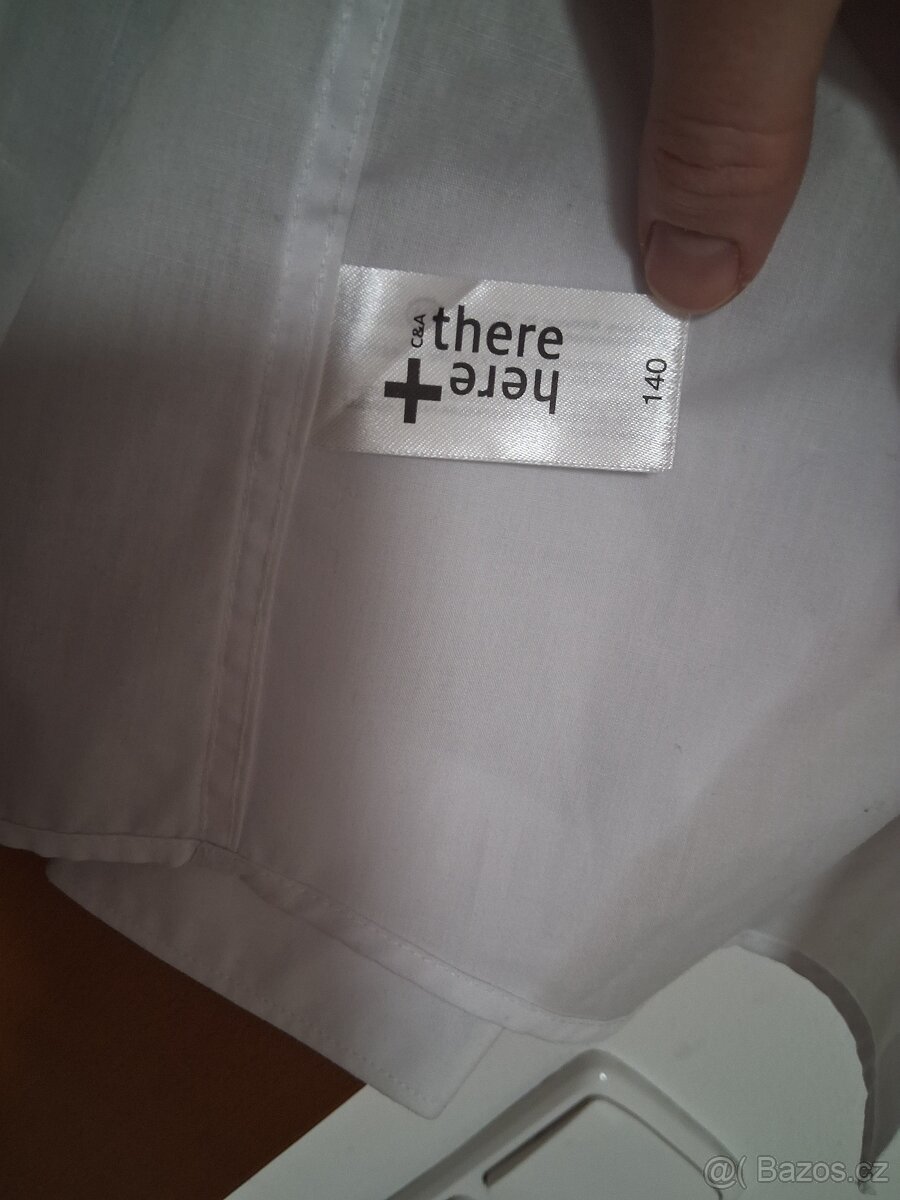 C&A
there
+ here
140
@( Bazos.cz